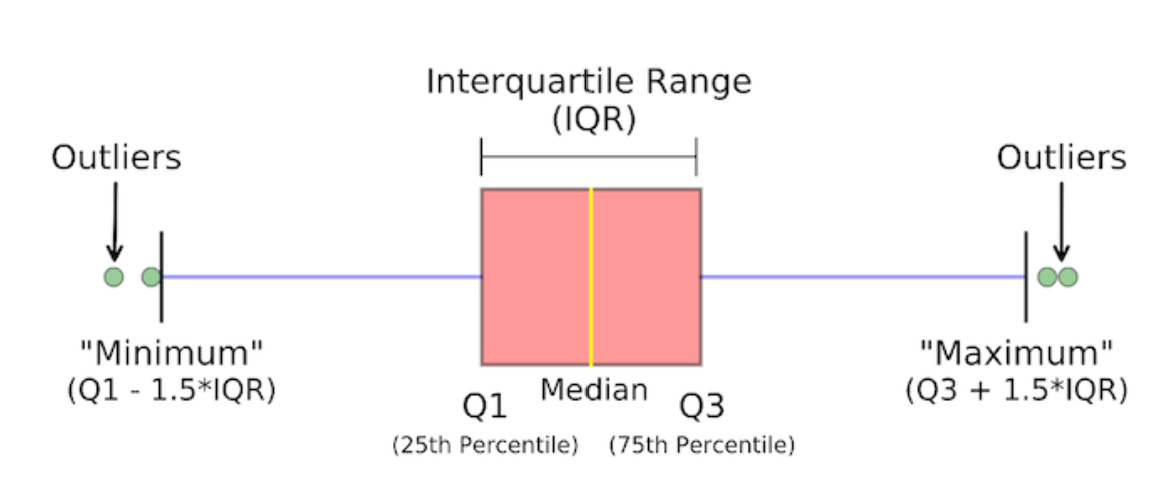 Interquartile Range
(IQR)
Outliers
Outliers
"Minimum"
(Q1 - 1.5*IQR)
"Maximum"
(Q3 + 1.5*IQR)
Median
Q1
Q3
(25th Percentile)
(75th Percentile)